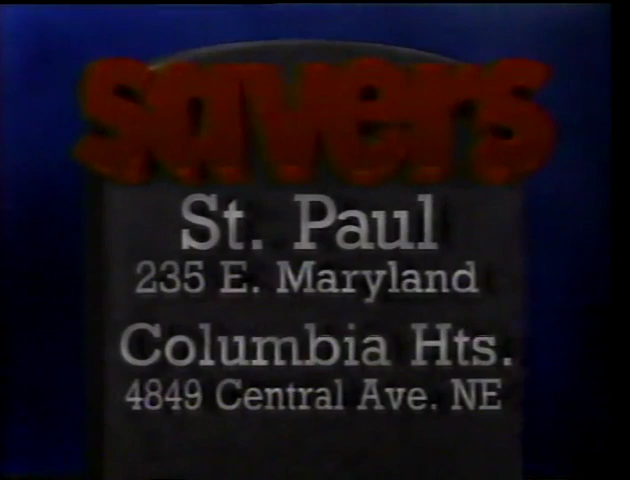 savers
St. Paul
235 E. Maryland
Columbia Hts.
4849 Central Ave. NE